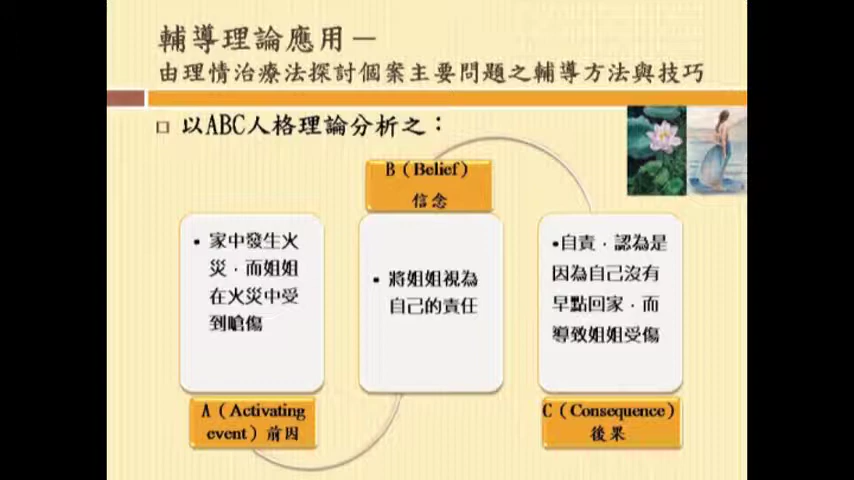 輔導理論應用－
由理情治療法探討個案主要問題之輔導方法與技巧
以ABC人格理論分析之：
• 家中發生火
災，而姐姐
在火災中受
到嗆傷
A（Activating
event）前因
B（Belief）
信念
• 將姐姐視為
自己的責任
•自責，認為是
因為自己沒有
早點回家，而
導致姐姐受傷
C（Consequence）
後果